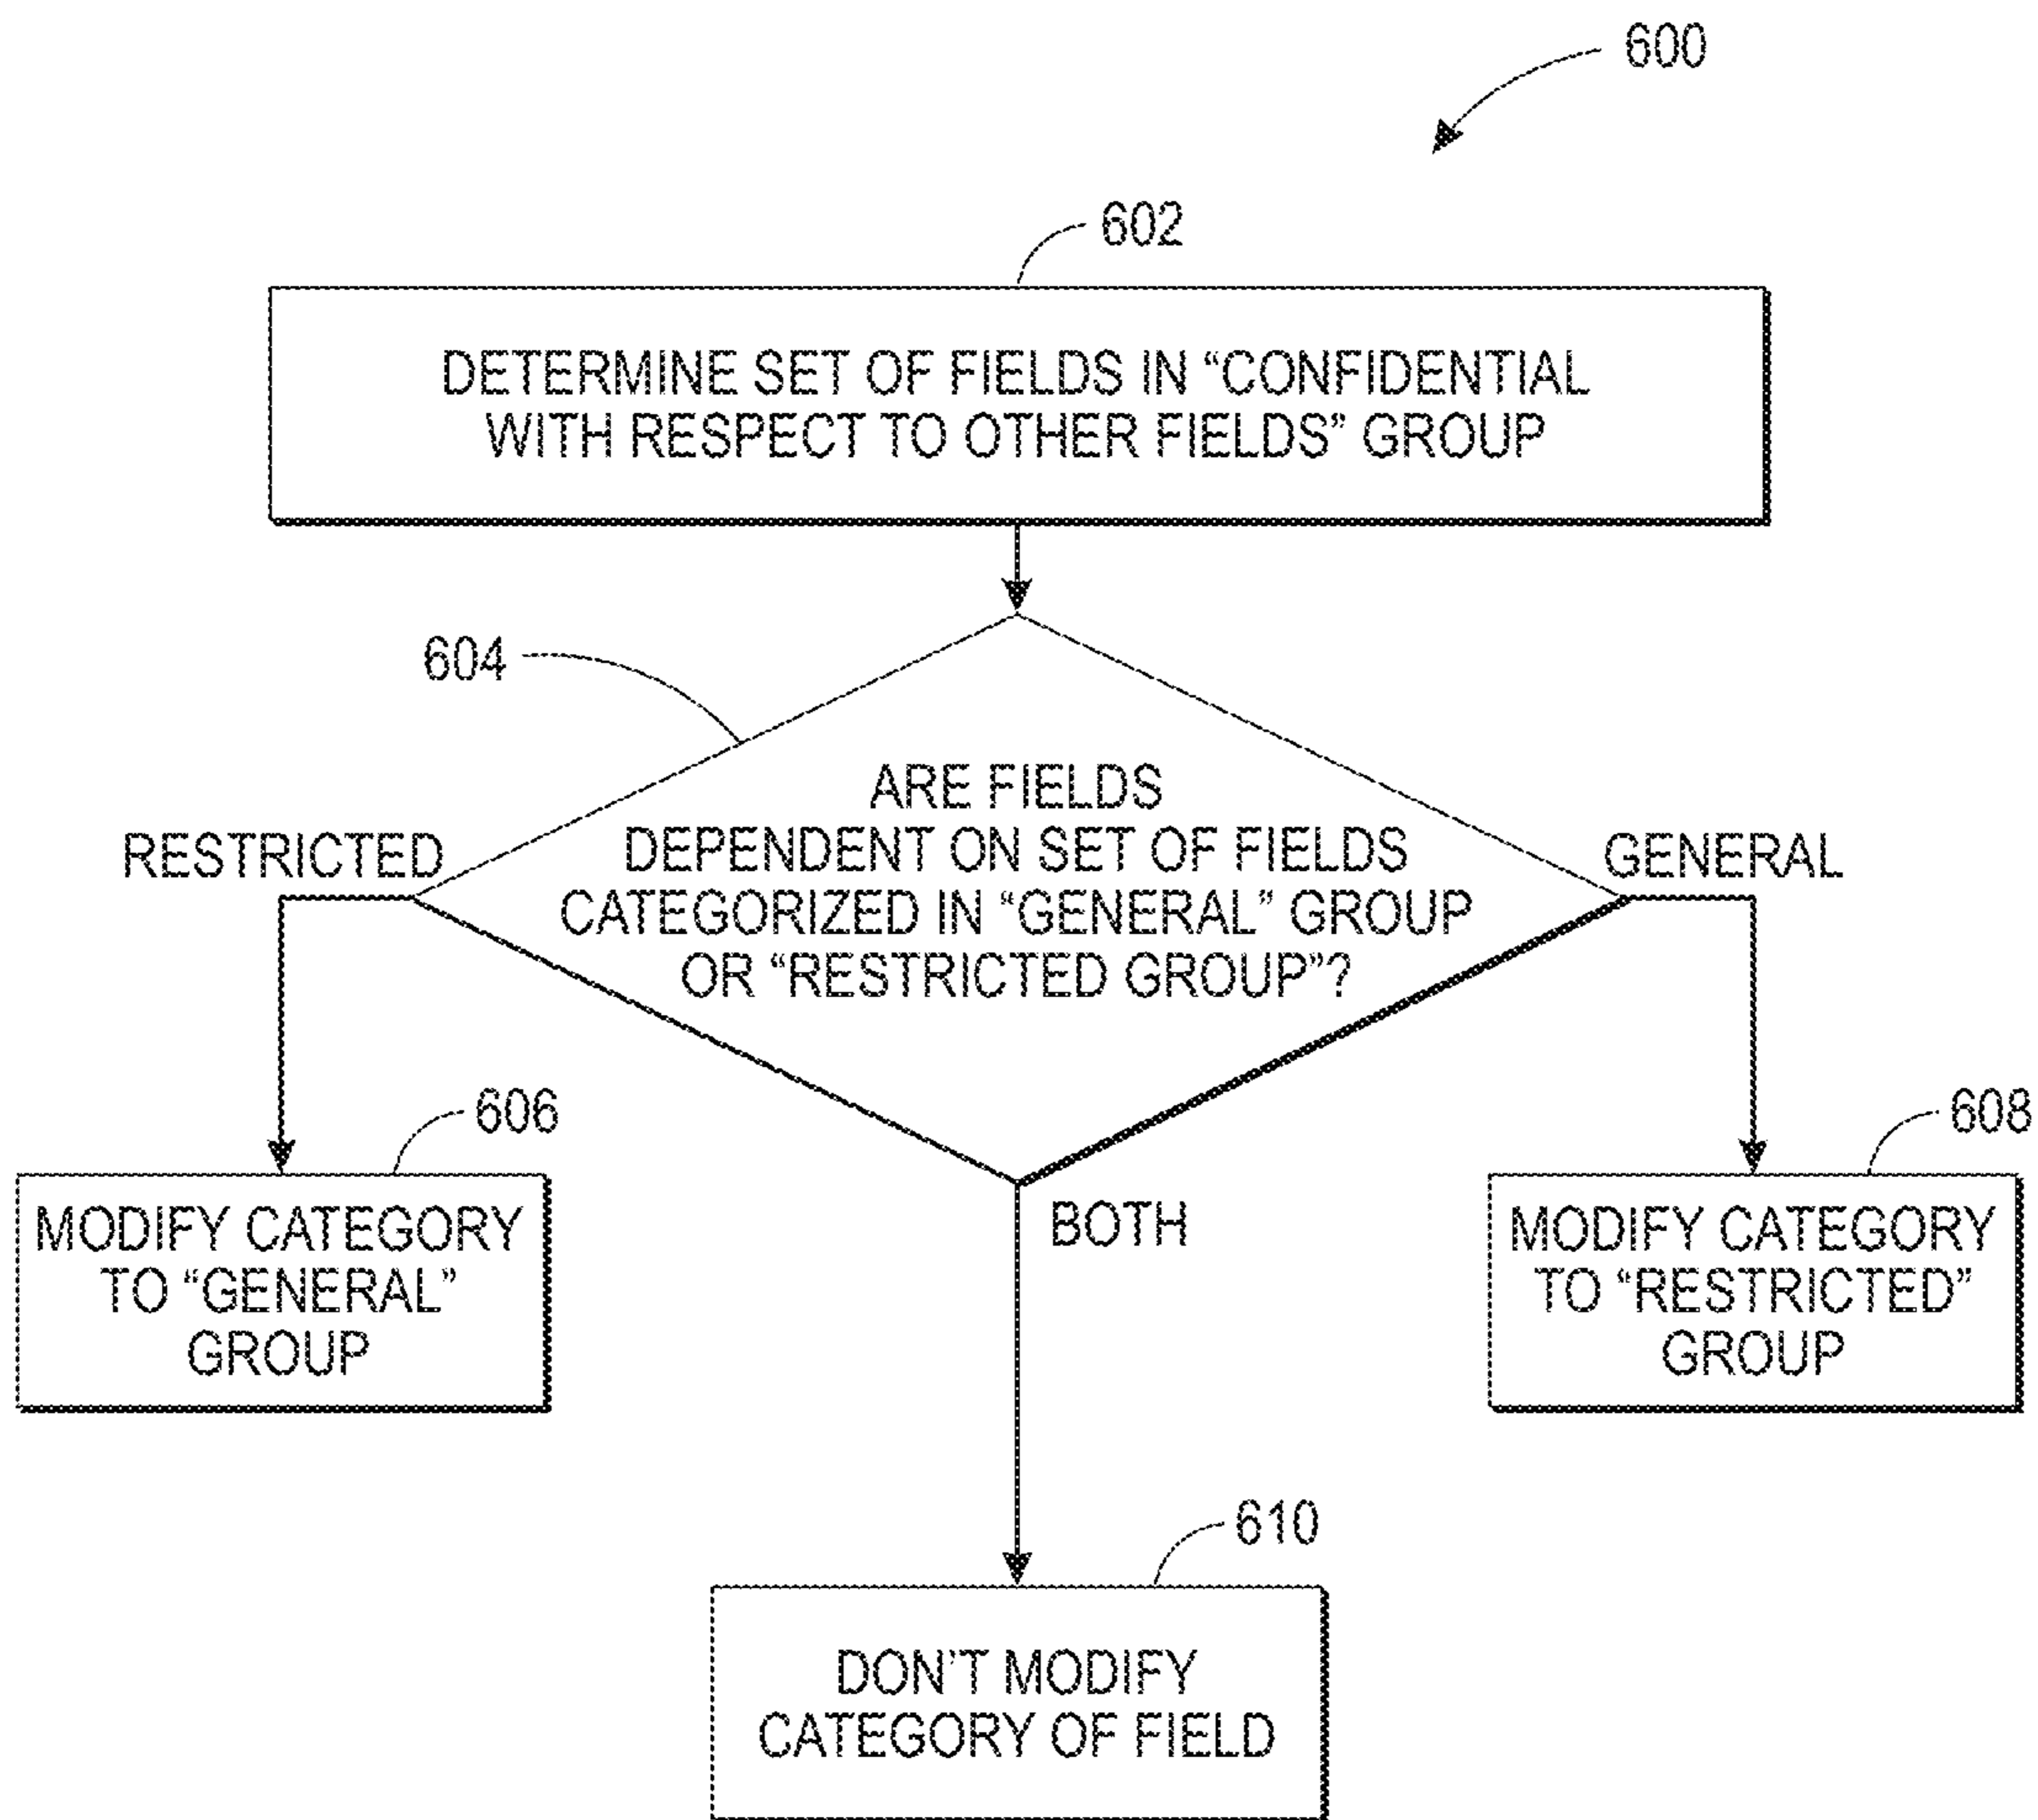 600
602
DETERMINE SET OF FIELDS IN “CONFIDENTIAL
WITH RESPECT TO OTHER FIELDS” GROUP
604
ARE FIELDS
DEPENDENT ON SET OF FIELDS
CATEGORIZED IN “GENERAL” GROUP
OR “RESTRICTED GROUP”?
RESTRICTED
GENERAL
606
MODIFY CATEGORY
TO “GENERAL”
GROUP
BOTH
608
MODIFY CATEGORY
TO “RESTRICTED”
GROUP
610
DON'T MODIFY
CATEGORY OF FIELD